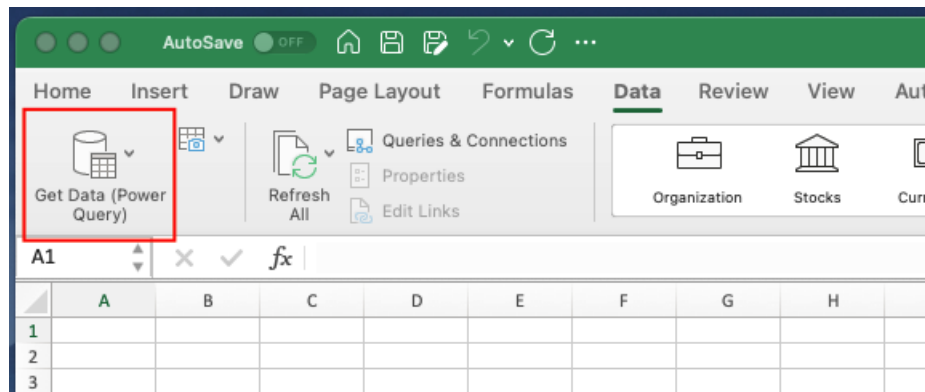 AutoSave OFF
Home Insert Draw Page Layout Formulas Data Review View
Get Data (Power
Query)
Refresh
All
Queries & Connections
Properties
Edit Links
Organization
Stocks
A1
fx
A B C D E F G H
1
2
3